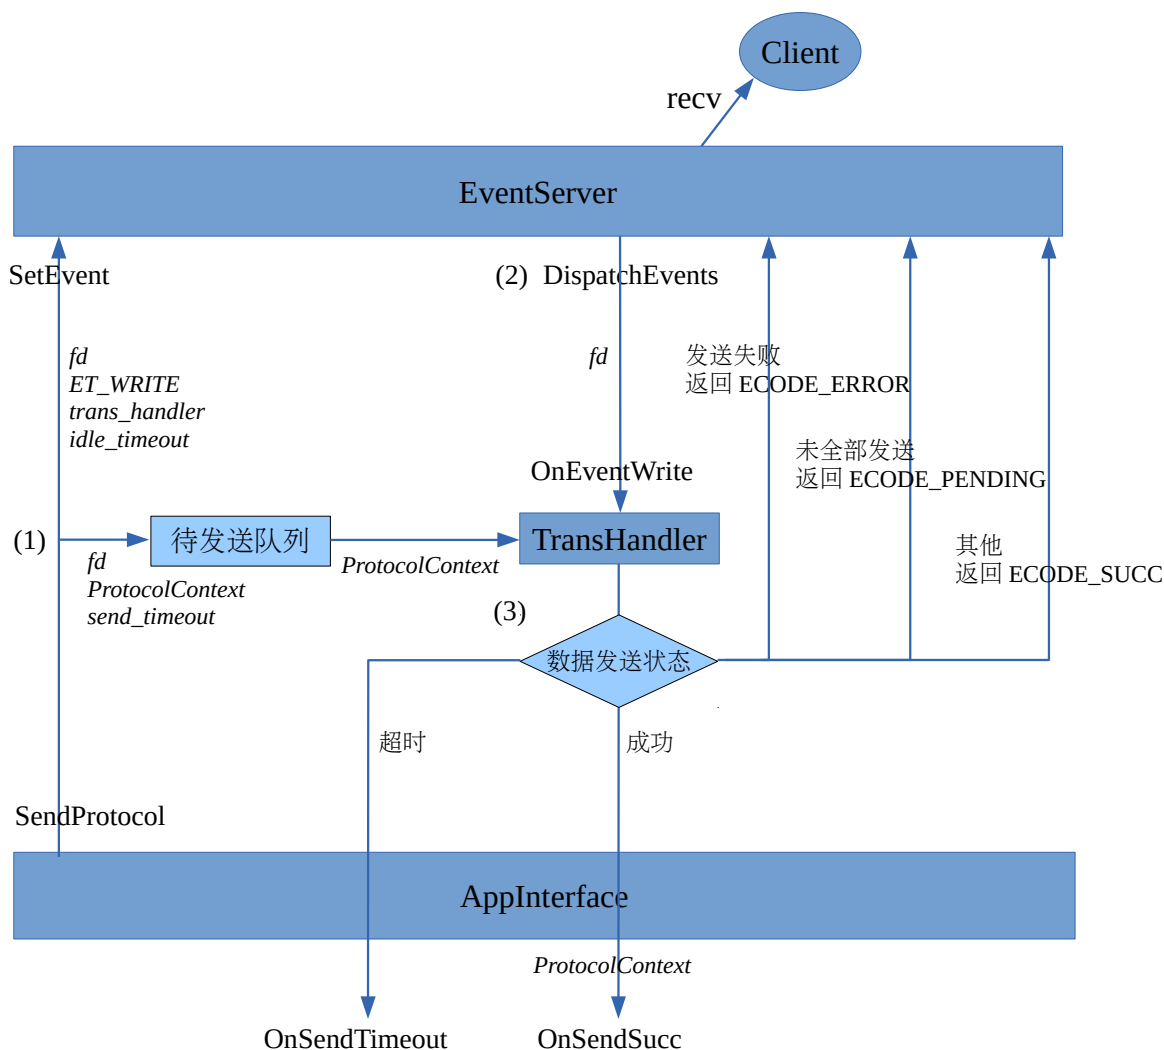 Client
recv
EventServer
SetEvent
(2) DispatchEvents
fd
ET_WRITE
trans_handler
idle_timeout
fd
发送失败
返回 ECODE_ERROR
未全部发送
返回 ECODE_PENDING
OnEventWrite
(1)
待发送队列
ProtocolContext
TransHandler
其他
返回 ECODE_SUCC
fd
ProtocolContext
send_timeout
(3)
数据发送状态
超时
成功
SendProtocol
AppInterface
ProtocolContext
OnSendTimeout
OnSendSucc